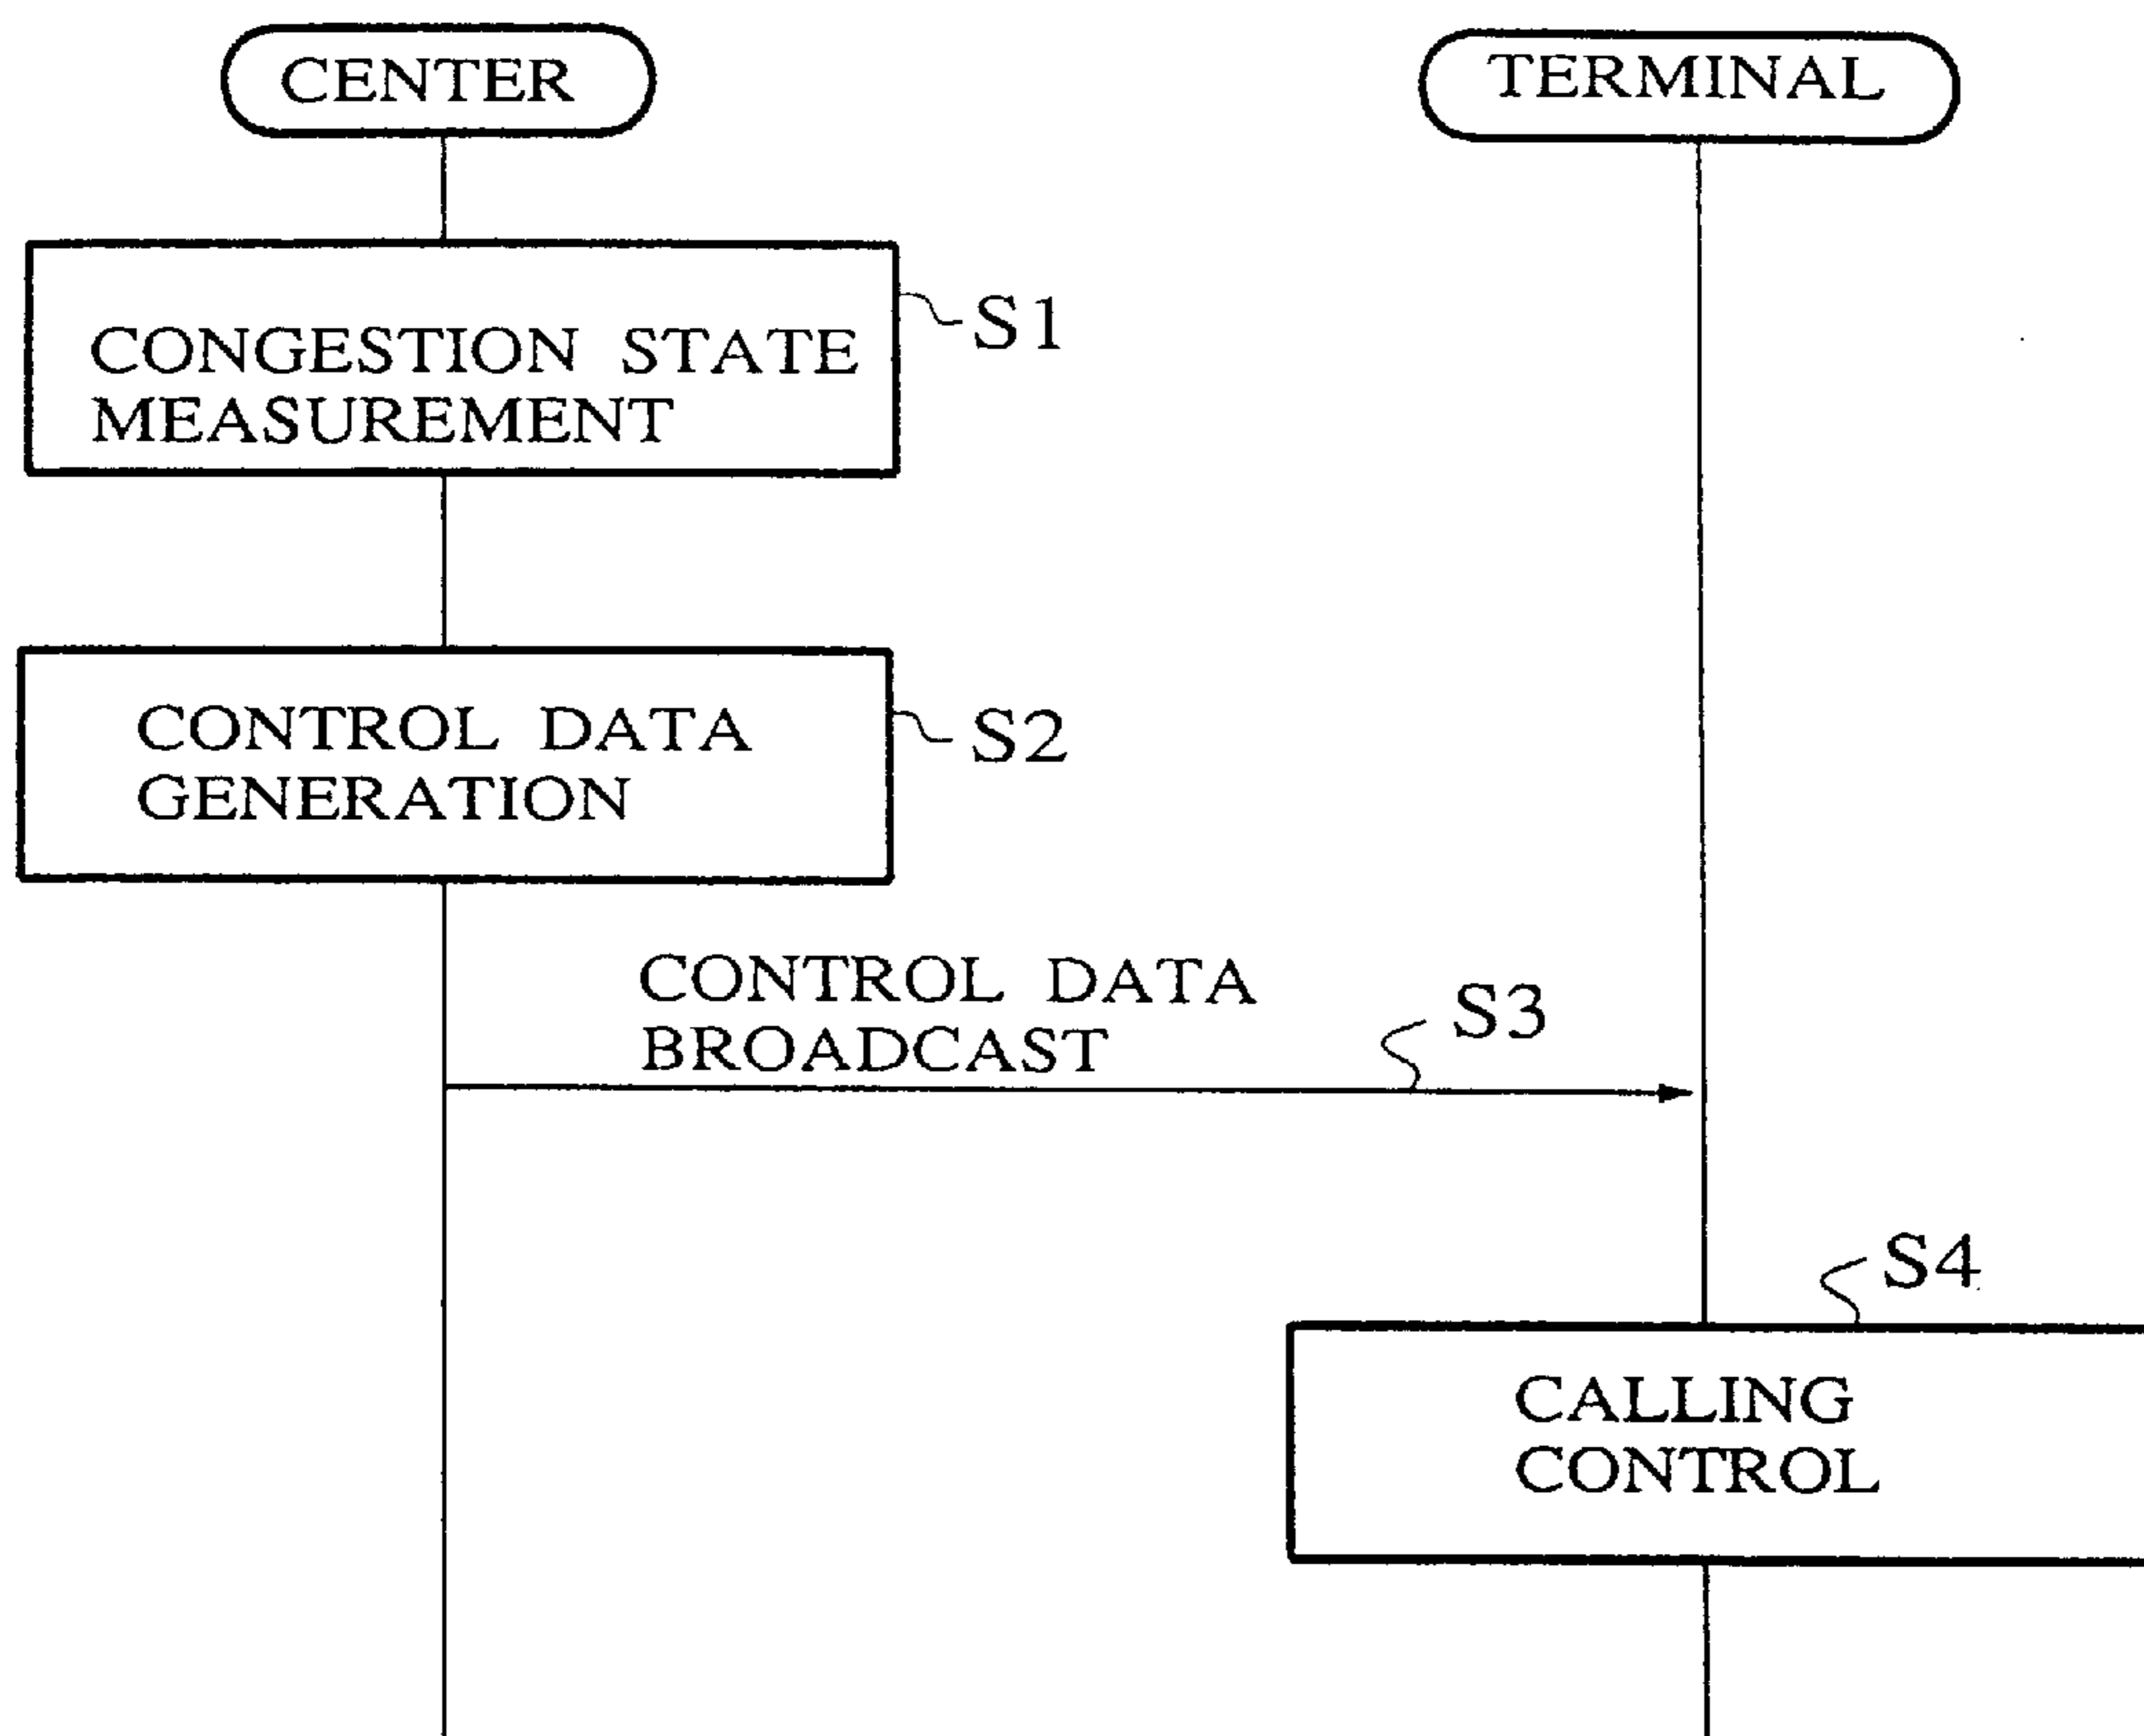 CENTER
TERMINAL
CONGESTION STATE
MEASUREMENT
S1
CONTROL DATA
GENERATION
S2
CONTROL DATA
BROADCAST
S3
S4
CALLING
CONTROL